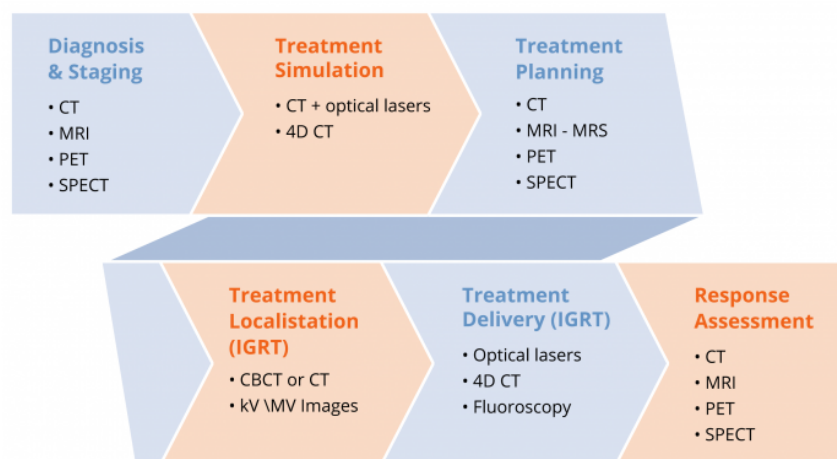 Diagnosis
& Staging
• CT
• MRI
• PET
• SPECT
Treatment
Simulation
• CT + optical lasers
• 4D CT
Treatment
Planning
• CT
• MRI - MRS
• PET
• SPECT
Treatment
Localistation
(IGRT)
• CBCT or CT
• kV \MV Images
Treatment
Delivery (IGRT)
• Optical lasers
• 4D CT
• Fluoroscopy
Response
Assessment
• CT
• MRI
• PET
• SPECT